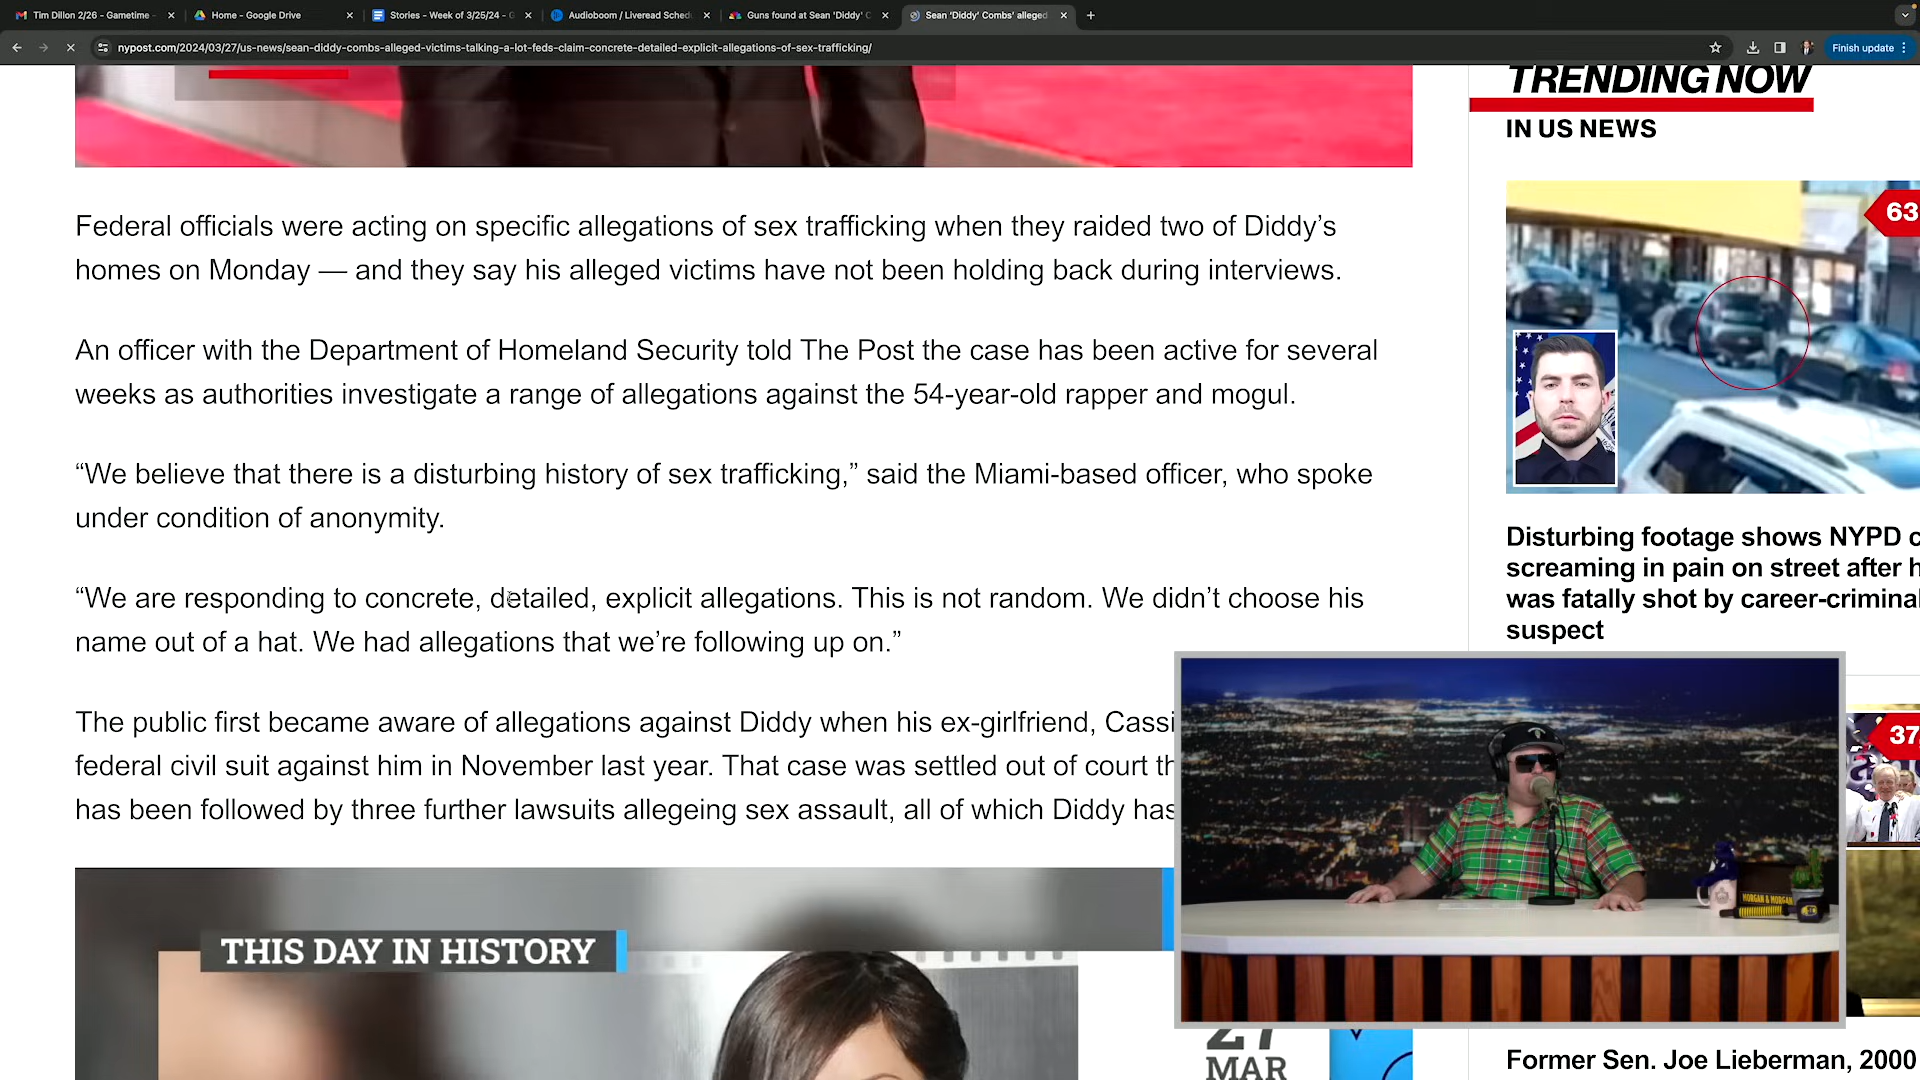 Tim Dillon 2/26 - Gametime -
Home - Google Drive
Stories - Week of 3/25/24 - G
Audioboom / Liveread Sched
Guns found at Sean 'Diddy' C
Sean 'Diddy' Combs' alleged
nypost.com/2024/03/27/us-news/sean-diddy-combs-alleged-victims-talking-a-lot-feds-claim-concrete-detailed-explicit-allegations-of-sex-trafficking/
Finish update
Federal officials were acting on specific allegations of sex trafficking when they raided two of Diddy’s
homes on Monday — and they say his alleged victims have not been holding back during interviews.
An officer with the Department of Homeland Security told The Post the case has been active for several
weeks as authorities investigate a range of allegations against the 54-year-old rapper and mogul.
“We believe that there is a disturbing history of sex trafficking,” said the Miami-based officer, who spoke
under condition of anonymity.
“We are responding to concrete, detailed, explicit allegations. This is not random. We didn’t choose his
name out of a hat. We had allegations that we’re following up on.”
The public first became aware of allegations against Diddy when his ex-girlfriend, Cassi
federal civil suit against him in November last year. That case was settled out of court th
has been followed by three further lawsuits allegeing sex assault, all of which Diddy has
THIS DAY IN HISTORY
27
MAR
TRENDING NOW
IN US NEWS
63
Disturbing footage shows NYPD c
screaming in pain on street after h
was fatally shot by career-criminal
suspect
37
MORGAN & MORGAN
Former Sen. Joe Lieberman, 2000